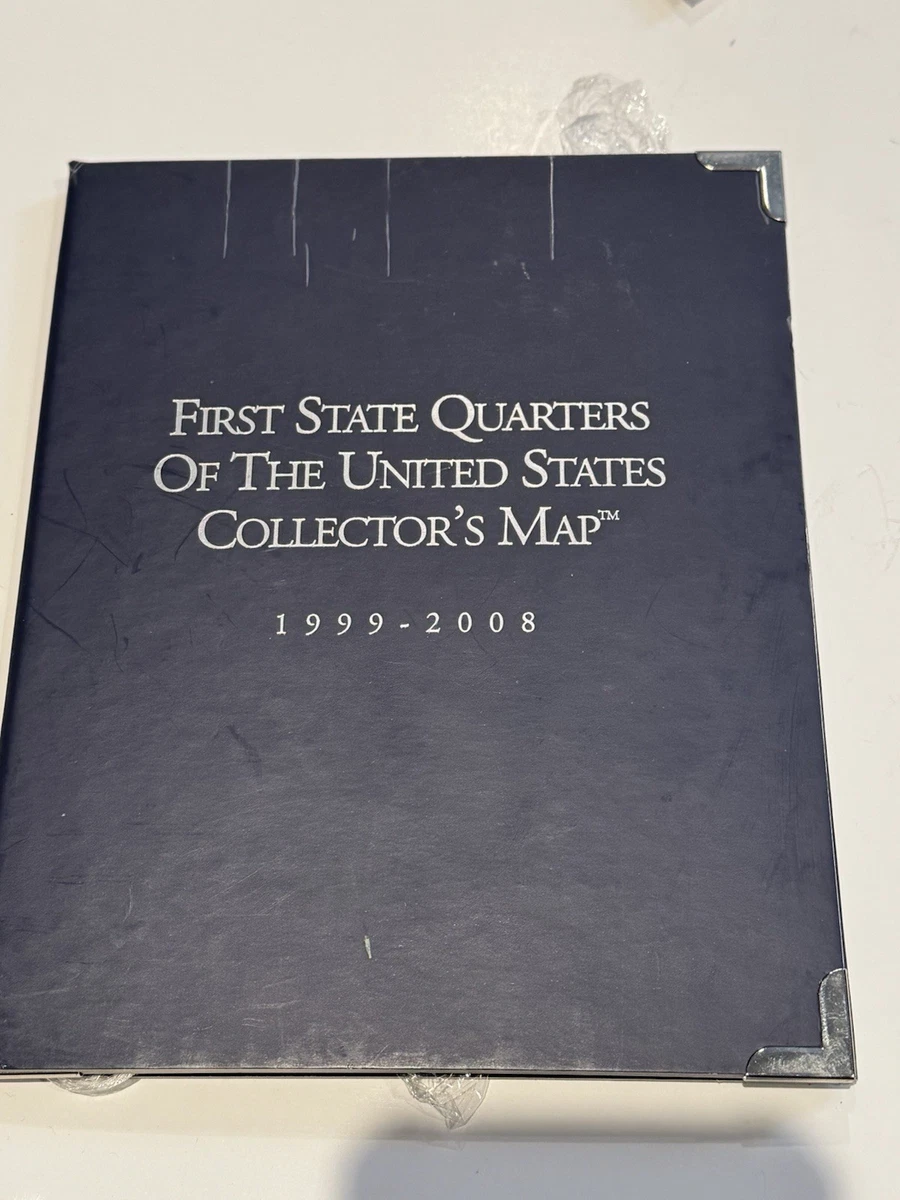 First State Quarters
Of The United States
Collector's Map™
1999-2008